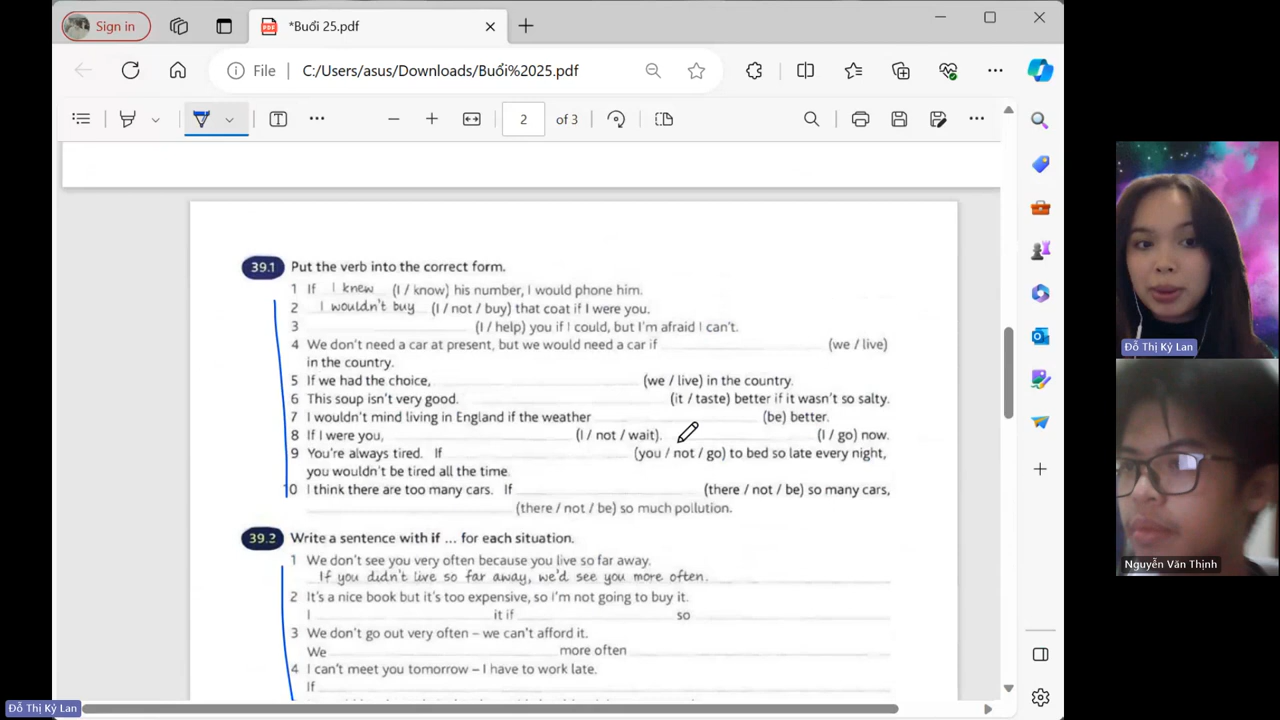 Sign in
*Buổi 25.pdf
File C:/Users/asus/Downloads/Buổi%2025.pdf
2 of 3
39.1 Put the verb into the correct form.
1 If I knew (I / know) his number, I would phone him.
2 I wouldn't buy (I / not / buy) that coat if I were you.
3 (I / help) you if I could, but I'm afraid I can't.
4 We don't need a car at present, but we would need a car if (we / live)
in the country.
5 If we had the choice, (we / live) in the country.
6 This soup isn't very good. (it / taste) better if it wasn't so salty.
7 I wouldn't mind living in England if the weather (be) better.
8 If I were you, (I / not / wait). (I / go) now.
9 You're always tired. If (you / not / go) to bed so late every night,
you wouldn't be tired all the time.
10 I think there are too many cars. If (there / not / be) so many cars,
(there / not / be) so much pollution.
39.2 Write a sentence with if ... for each situation.
1 We don't see you very often because you live so far away.
If you didn't live so far away, we'd see you more often.
2 It's a nice book but it's too expensive, so I'm not going to buy it.
I it if so
3 We don't go out very often – we can't afford it.
We more often
4 I can't meet you tomorrow – I have to work late.
If
Đỗ Thị Kỷ Lan
Nguyễn Văn Thịnh
Đỗ Thị Kỷ Lan